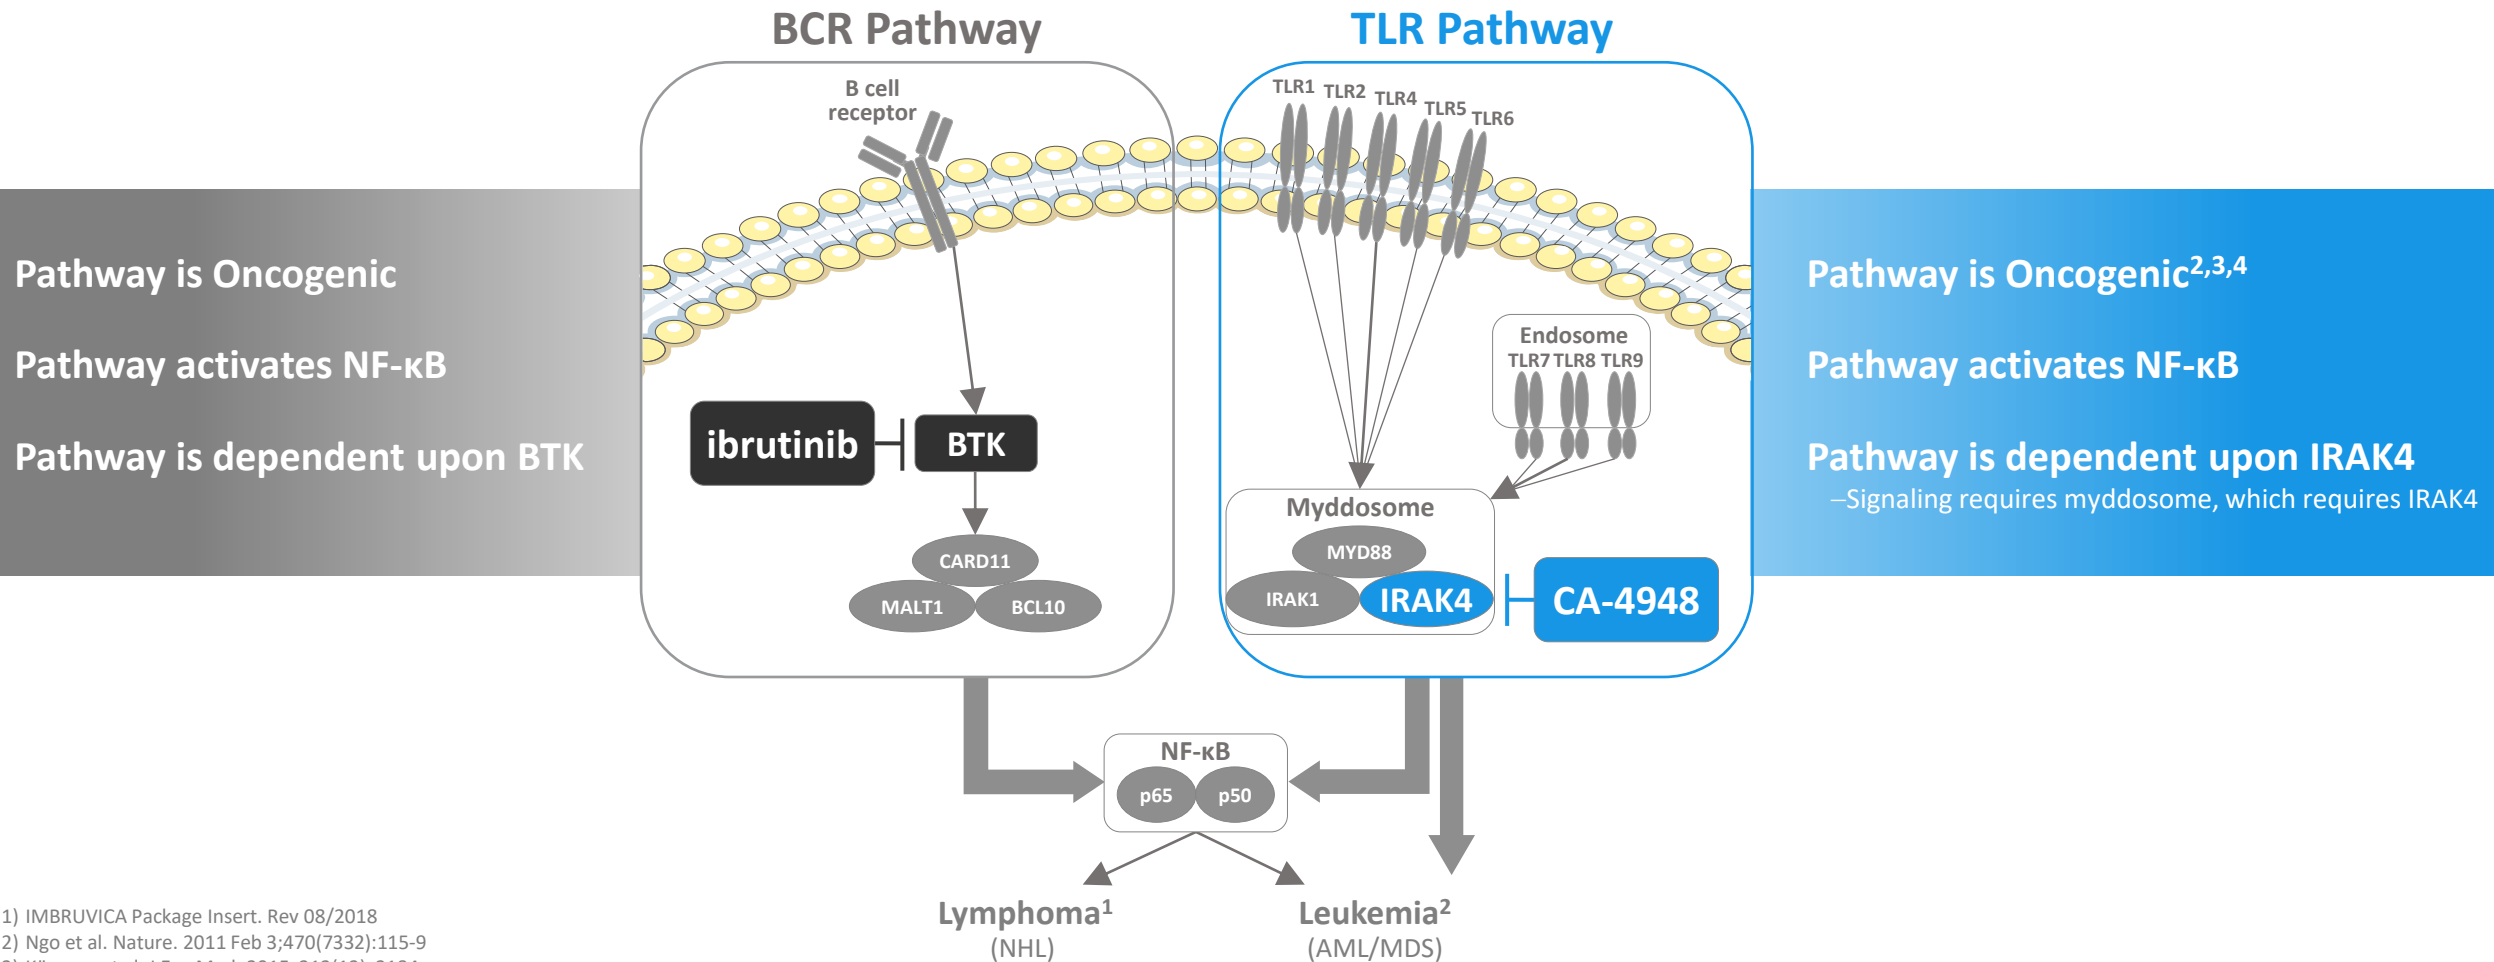 BCR Pathway
TLR Pathway
B cell
receptor
TLR1 TLR2 TLR4 TLR5 TLR6
Pathway is Oncogenic
Pathway activates NF-κB
Pathway is dependent upon BTK
Pathway is Oncogenic2,3,4
Pathway activates NF-κB
Pathway is dependent upon IRAK4
–Signaling requires myddosome, which requires IRAK4
Endosome
TLR7 TLR8 TLR9
ibrutinib
BTK
CARD11
MALT1
BCL10
Myddosome
MYD88
IRAK1
IRAK4
CA-4948
NF-κB
p65
p50
Lymphoma1
(NHL)
Leukemia2
(AML/MDS)
1) IMBRUVICA Package Insert. Rev 08/2018
2) Ngo et al. Nature. 2011 Feb 3;470(7332):115-9